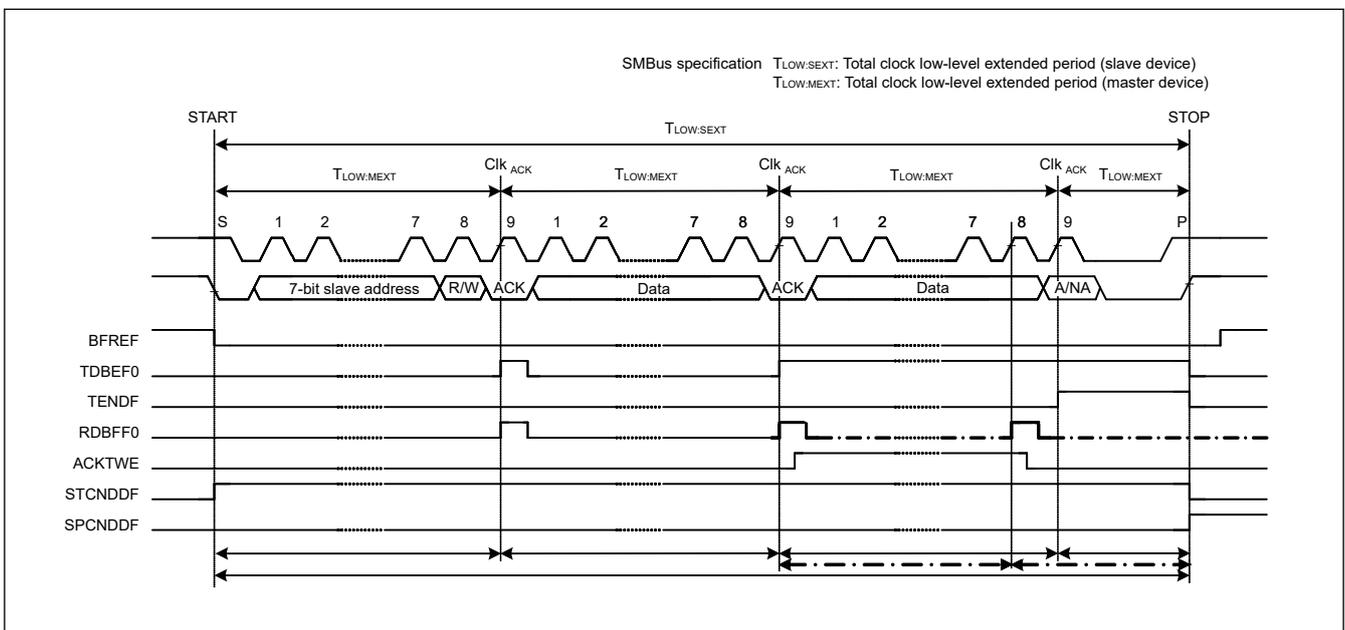 SMBus specification TLOW:SEXT: Total clock low-level extended period (slave device)
TLOW:MEXT: Total clock low-level extended period (master device)
START STOP
TLOW:SEXT
Clk ACK Clk ACK Clk ACK
TLOW:MEXT TLOW:MEXT TLOW:MEXT TLOW:MEXT
S 1 2 7 8 9 1 2 7 8 9 1 2 7 8 9 P
7-bit slave address R/W ACK Data ACK Data A/NA
BFREF
TDBEF0
TENDF
RDBFF0
ACKTWE
STCNDDF
SPCNDDF